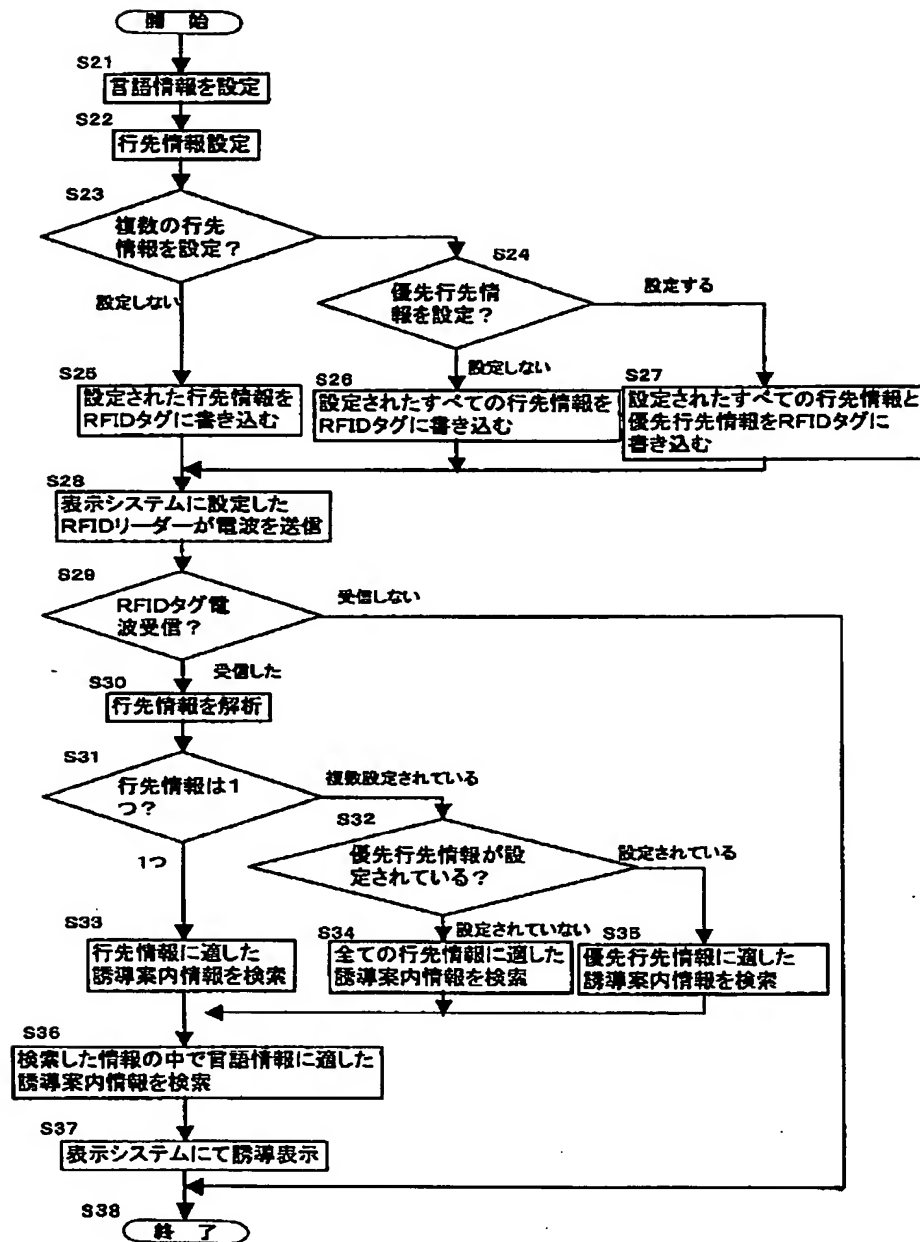 開 始
S21
言語情報を設定
S22
行先情報設定
S23
複数の行先
情報を設定？
S24
優先行先情
報を設定？
設定する
設定しない
設定しない
S25
設定された行先情報を
RFIDタグに書き込む
S26
設定されたすべての行先情報を
RFIDタグに書き込む
S27
設定されたすべての行先情報と
優先行先情報をRFIDタグに
書き込む
S28
表示システムに設定した
RFIDリーダーが電波を送信
S29
RFIDタグ電
波受信？
受信しない
受信した
S30
行先情報を解析
S31
行先情報は1
つ？
複数設定されている
S32
優先行先情報が設
定されている？
設定されている
1つ
設定されていない
S33
行先情報に適した
誘導案内情報を検索
S34
全ての行先情報に適した
誘導案内情報を検索
S35
優先行先情報に適した
誘導案内情報を検索
S36
検索した情報の中で言語情報に適した
誘導案内情報を検索
S37
表示システムにて誘導表示
S38
終 了